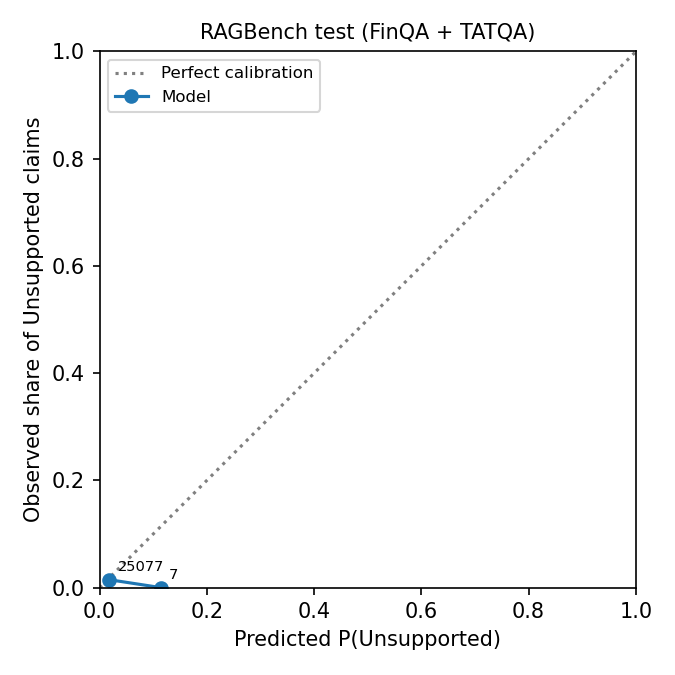 RAGBench test (FinQA + TATQA)
Perfect calibration
Model
Observed share of Unsupported claims
1.0
0.8
0.6
0.4
0.2
0.0
25077
7
0.0 0.2 0.4 0.6 0.8 1.0
Predicted P(Unsupported)